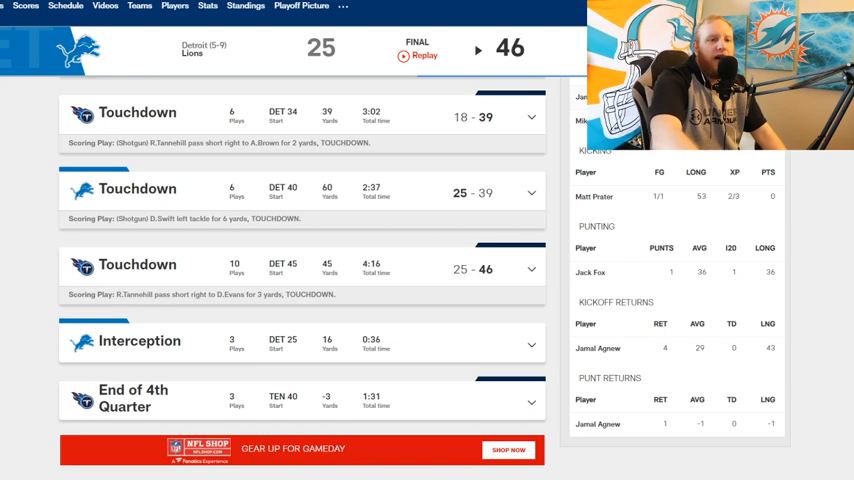 s Scores Schedule Videos Teams Players Stats Standings Playoff Picture ...
Detroit (5-9)
Lions
25
FINAL
Replay
46
Touchdown
6
Plays
DET 34
Start
39
Yards
3:02
Total time
18 - 39
Scoring Play: (Shotgun) R.Tannehill pass short right to A.Brown for 2 yards, TOUCHDOWN.
Touchdown
6
Plays
DET 40
Start
60
Yards
2:37
Total time
25 - 39
Scoring Play: (Shotgun) D.Swift left tackle for 6 yards, TOUCHDOWN.
Touchdown
10
Plays
DET 45
Start
45
Yards
4:16
Total time
25 - 46
Scoring Play: R.Tannehill pass short right to D.Evans for 3 yards, TOUCHDOWN.
Interception
3
Plays
DET 25
Start
16
Yards
0:36
Total time
End of 4th
Quarter
3
Plays
TEN 40
Start
-3
Yards
1:31
Total time
NFL SHOP
NFLSHOP.COM
A Fanatics Experience
GEAR UP FOR GAMEDAY
SHOP NOW
Jam
Mik
KICKING
Player FG LONG XP PTS
Matt Prater 1/1 53 2/3 0
PUNTING
Player PUNTS AVG I20 LONG
Jack Fox 1 36 1 36
KICKOFF RETURNS
Player RET AVG TD LNG
Jamal Agnew 4 29 0 43
PUNT RETURNS
Player RET AVG TD LNG
Jamal Agnew 1 -1 0 -1